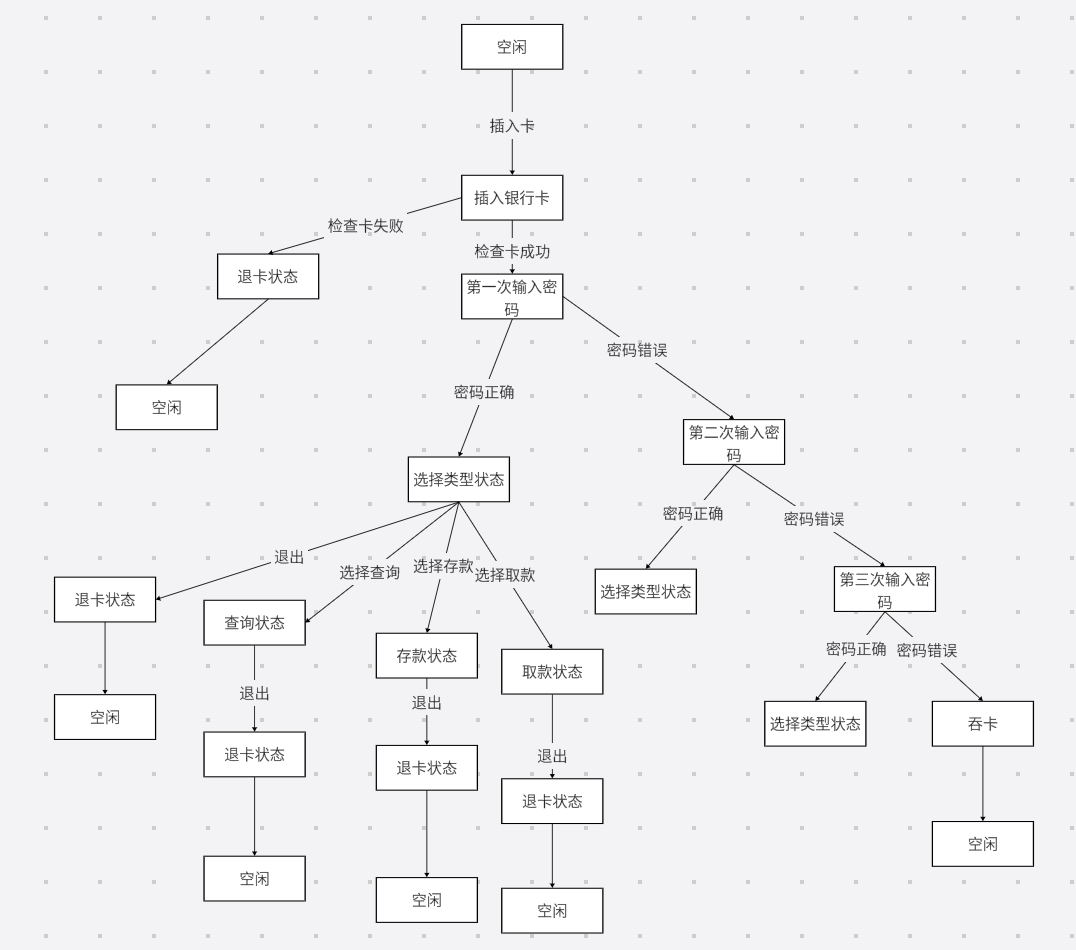 空闲
插入卡
插入银行卡
检查卡失败
检查卡成功
退卡状态
第一次输入密
码
密码错误
密码正确
空闲
第二次输入密
码
选择类型状态
密码正确
密码错误
退出
选择查询
选择存款
选择取款
退卡状态
查询状态
选择类型状态
第三次输入密
码
存款状态
取款状态
密码正确
密码错误
空闲
退出
退出
选择类型状态
吞卡
退卡状态
退卡状态
退出
退卡状态
空闲
空闲
空闲
空闲